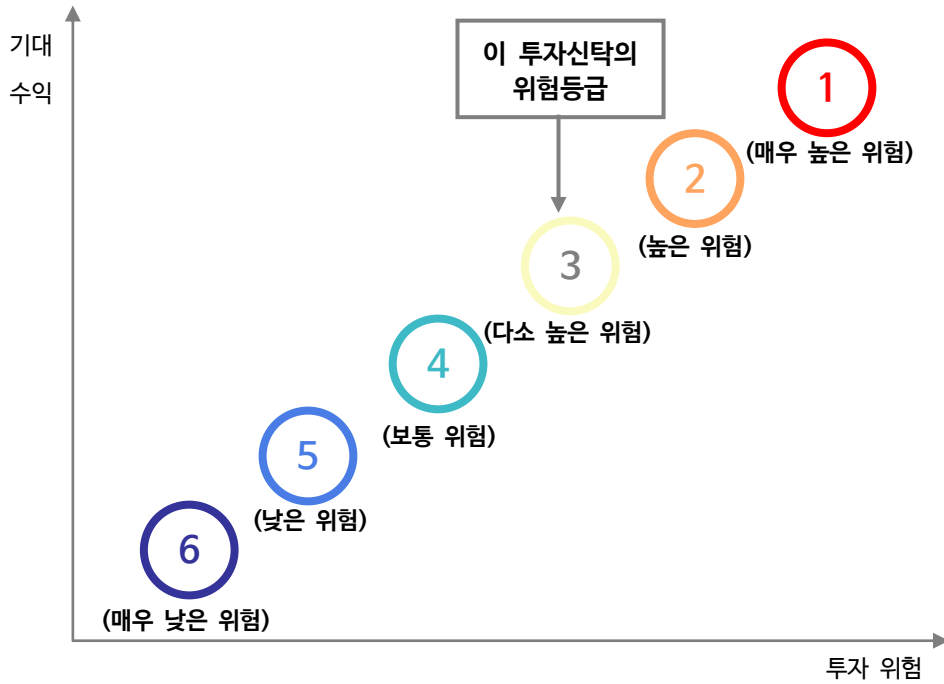 기대
수익
이 투자신탁의
위험등급
1
(매우 높은 위험)
2
(높은 위험)
3
(다소 높은 위험)
4
(보통 위험)
5
(낮은 위험)
6
(매우 낮은 위험)
투자 위험